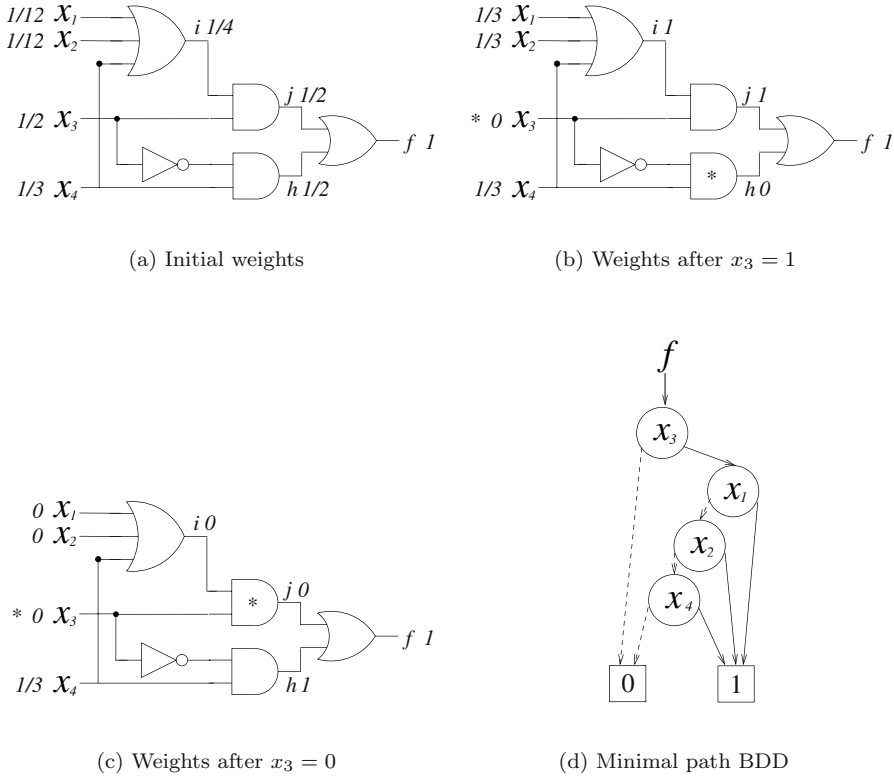 1/12 x₁
1/12 x₂
i 1/4
j 1/2
1/2 x₃
f 1
1/3 x₄
h 1/2
(a) Initial weights
1/3 x₁
1/3 x₂
i 1
j 1
* 0 x₃
f 1
*
1/3 x₄
h 0
(b) Weights after x₃ = 1
0 x₁
0 x₂
i 0
j 0
*
* 0 x₃
f 1
1/3 x₄
h 1
(c) Weights after x₃ = 0
f
x₃
x₁
x₂
x₄
0
1
(d) Minimal path BDD